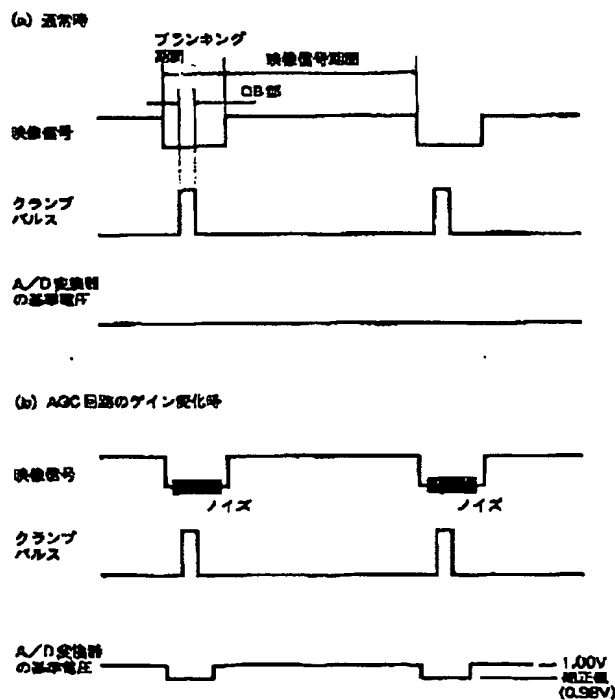 (a) 通常時
ブランキング
期間
映像信号期間
OB部
映像信号
クランプ
パルス
A/D変換器
の基準電圧
(b) AGC回路のゲイン変化時
映像信号
ノイズ
ノイズ
クランプ
パルス
A/D変換器
の基準電圧
1.00V
補正値
(0.98V)